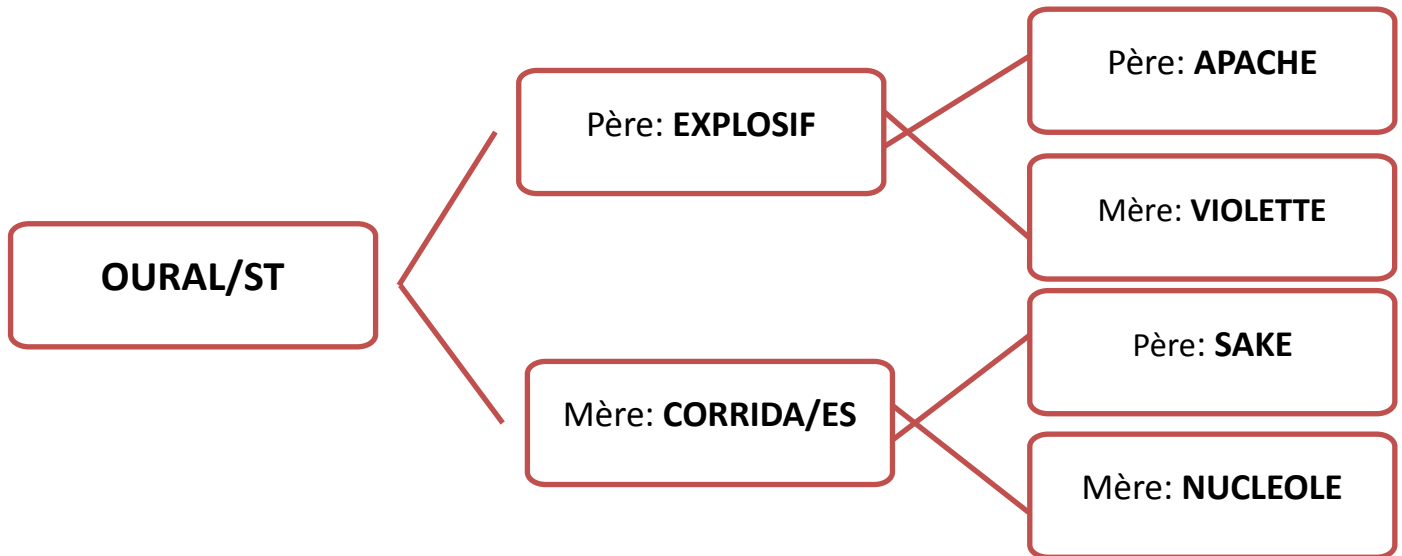 OURAL/ST
Père: EXPLOSIF
Mère: CORRIDA/ES
Père: APACHE
Mère: VIOLETTE
Père: SAKE
Mère: NUCLEOLE